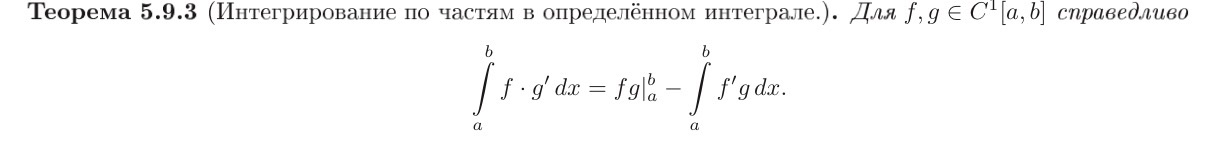 Теорема 5.9.3 (Интегрирование по частям в определённом интеграле.). Для f, g ∈ C¹[a, b] справедливо
∫ₐᵇ f · g′ dx = fg|ₐᵇ − ∫ₐᵇ f′g dx.